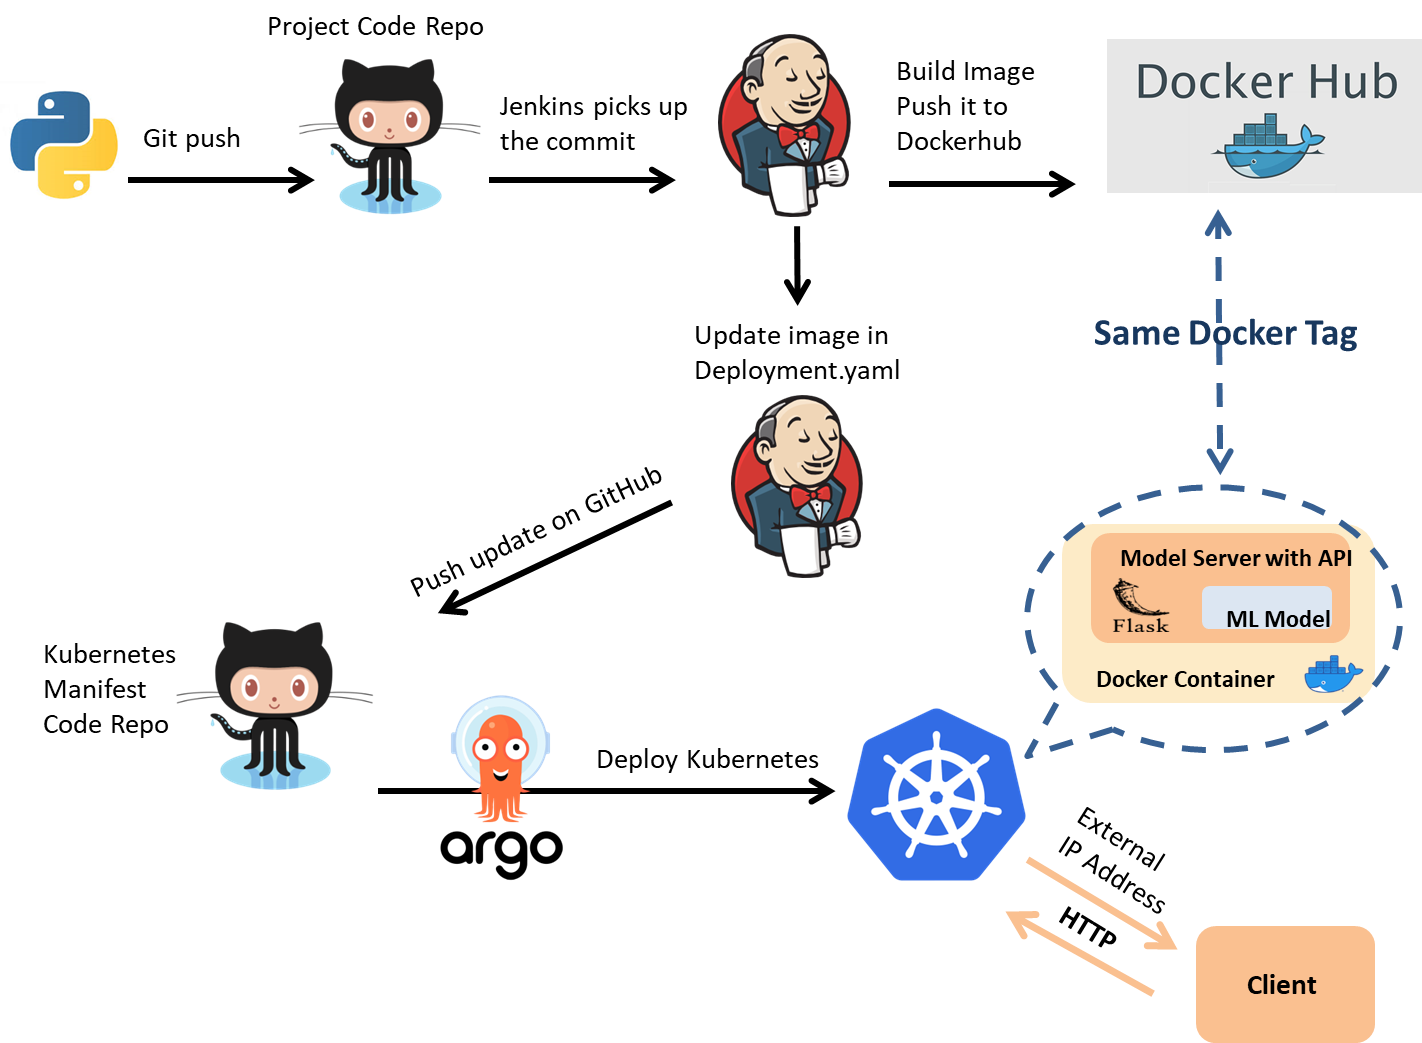 Project Code Repo
Git push
Jenkins picks up
the commit
Build Image
Push it to
Dockerhub
Docker Hub
Update image in
Deployment.yaml
Same Docker Tag
Push update on GitHub
Model Server with API
Flask
ML Model
Docker Container
Kubernetes
Manifest
Code Repo
argo
Deploy Kubernetes
External
IP Address
HTTP
Client